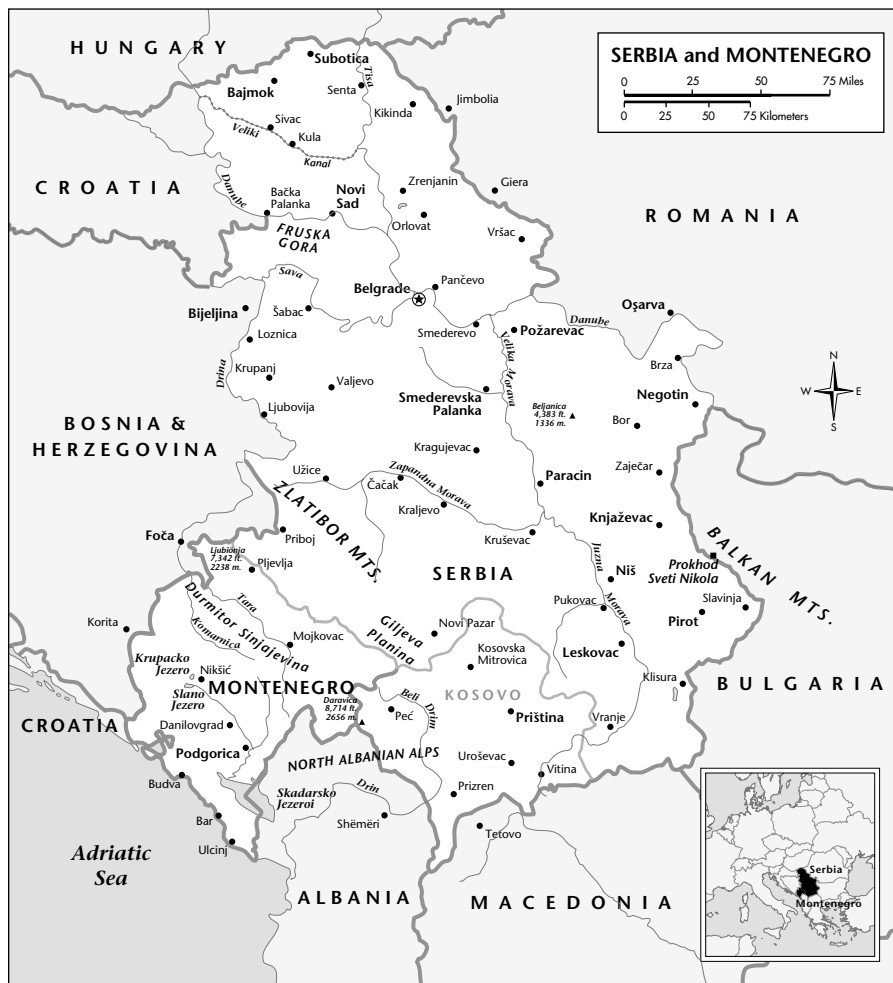 HUNGARY
SERBIA and MONTENEGRO
0 25 50 75 Miles
0 25 50 75 Kilometers
Subotica
Tisa
Bajmok
Senta
Kikinda
Jimbolia
Sivac
Veliki
Kula
Kanal
CROATIA
Danube
Bačka
Palanka
Novi
Sad
Zrenjanin
Giera
Orlovat
ROMANIA
FRUSKA
GORA
Vršac
Sava
Belgrade
Pančevo
Bijeljina
Šabac
Oşarva
Danube
Smederevo
Požarevac
Loznica
Velika Morava
Brza
Drina
Krupanj
Valjevo
Smederevska
Palanka
Beljanica
4,383 ft.
1336 m.
Negotin
N
W E
S
Ljubovija
Bor
BOSNIA &
HERZEGOVINA
Kragujevac
Zaječar
Užice
Zapandna Morava
Čačak
Paracin
ZLATIBOR MTS.
Kraljevo
Knjaževac
Foča
Priboj
Kruševac
BALKAN MTS.
Ljubionja
7,342 ft.
2238 m.
Pljevlja
SERBIA
Juzna Morava
Niš
Prokhod
Sveti Nikola
Durmitor Sinjajevina
Tara
Pukovac
Slavinja
Pirot
Korita
Komarnica
Giljeva
Planina
Novi Pazar
Mojkovac
Leskovac
Krupacko
Jezero
Nikšić
Kosovska
Mitrovica
Klisura
BULGARIA
MONTENEGRO
Slano
Jezero
KOSOVO
Daravica
8,714 ft.
2656 m.
Beli Drim
Peć
Priština
CROATIA
Danilovgrad
Vranje
Podgorica
NORTH ALBANIAN ALPS
Uroševac
Vitina
Budva
Skadarsko
Jezeroi
Drin
Prizren
Bar
Shëmëri
Tetovo
Ulcinj
Adriatic
Sea
ALBANIA
MACEDONIA
Serbia
Montenegro